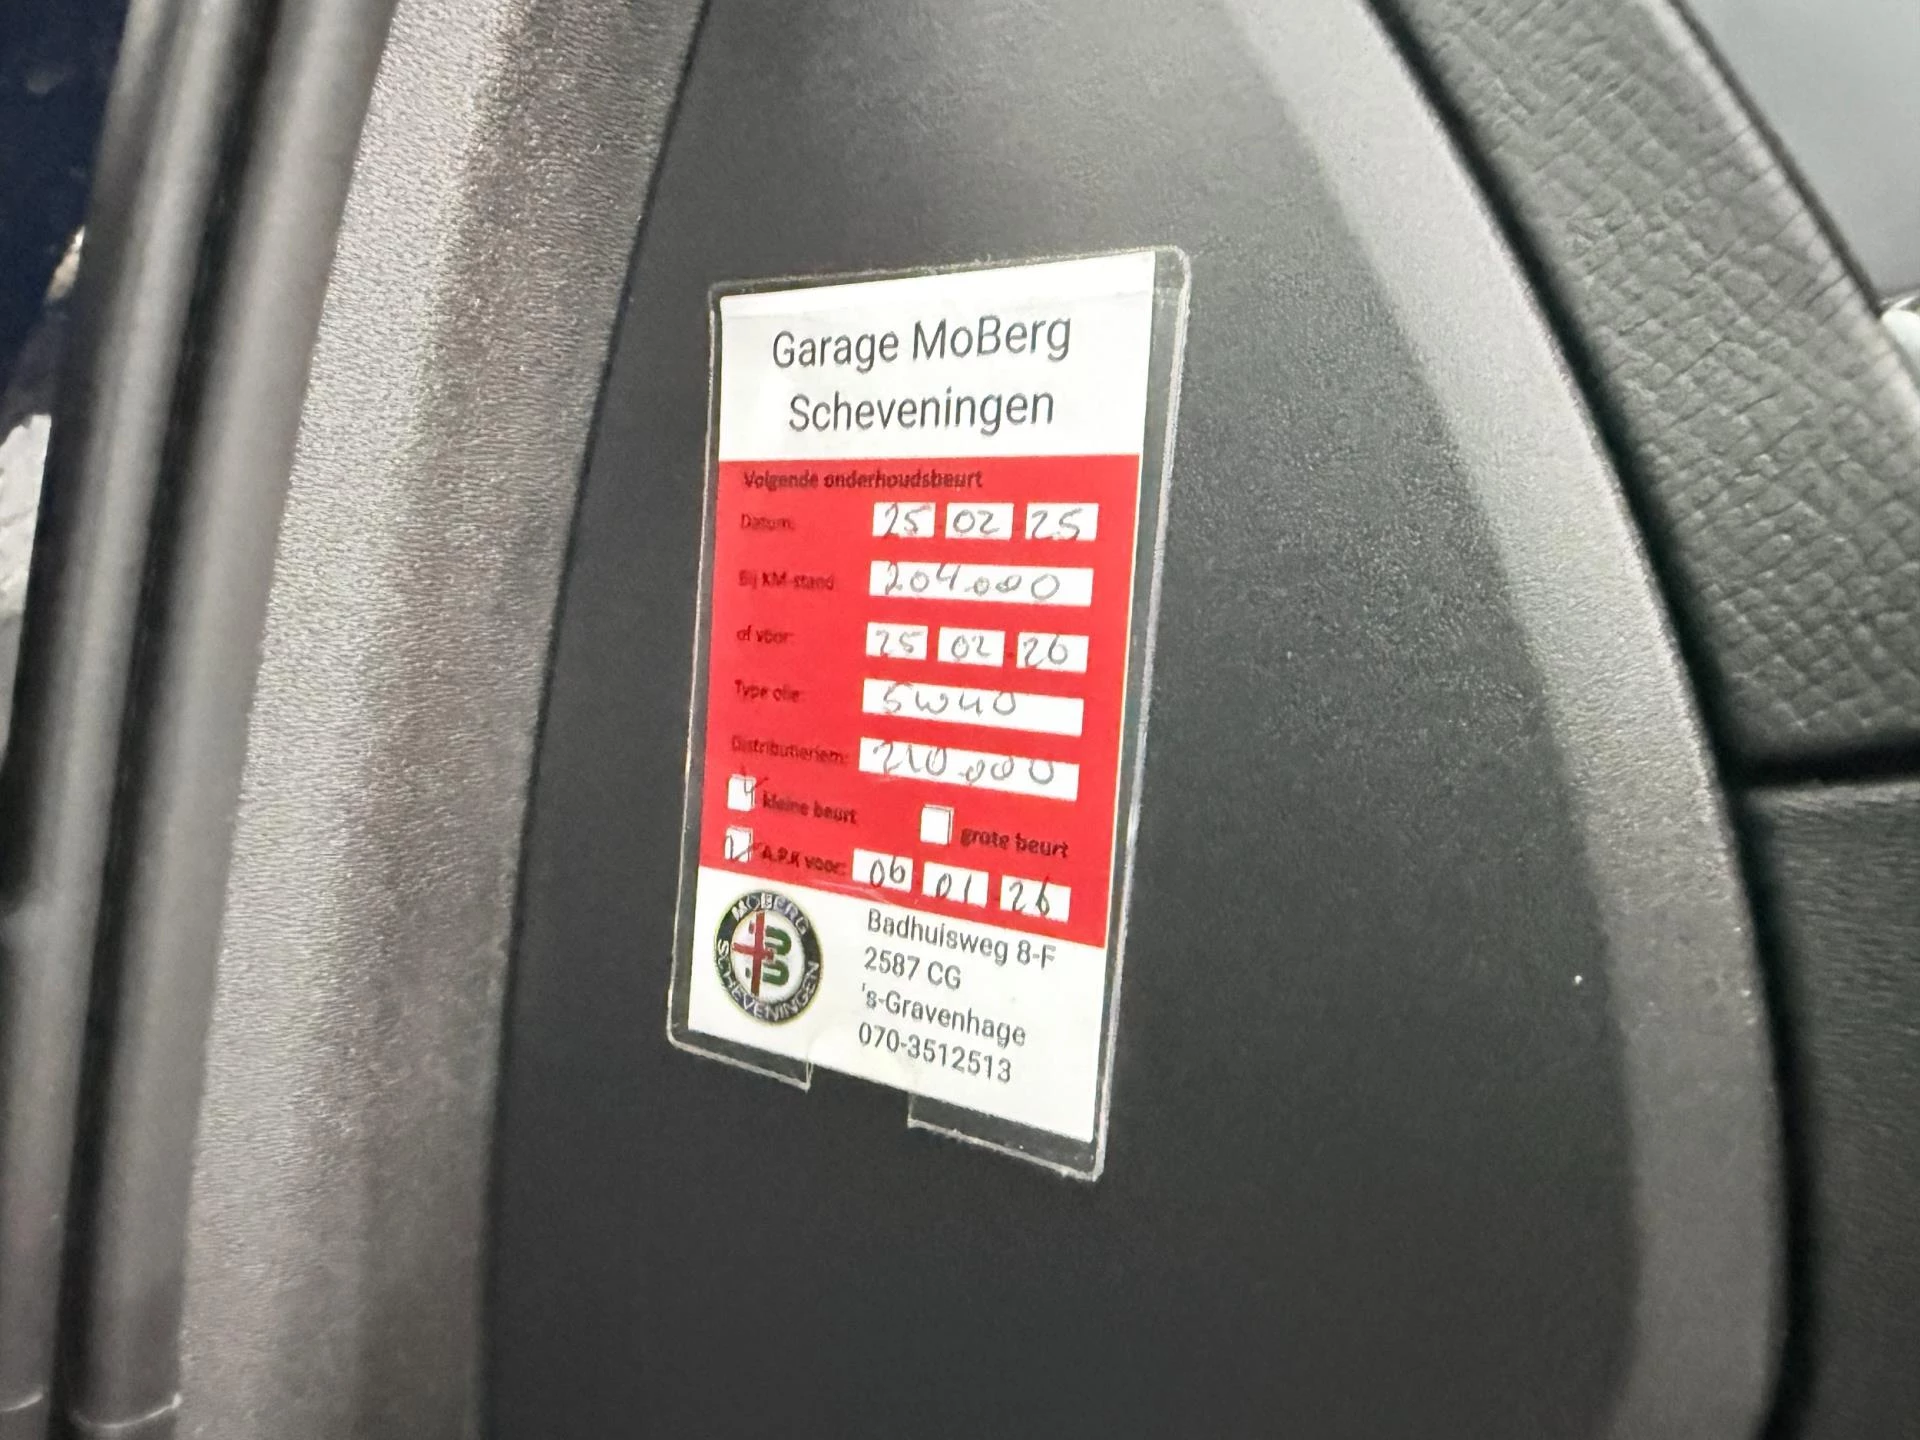 Garage MoBerg
Scheveningen
Volgende onderhoudsbeurt
Datum: 25 02 25
Bij KM-stand: 204.000
of voor: 25 02 26
Type olie: 5W40
Distributieriem: 210.000
kleine beurt grote beurt
A.P.K voor: 06 01 26
MOBERG
SCHEVENINGEN
Badhuisweg 8-F
2587 CG
's-Gravenhage
070-3512513